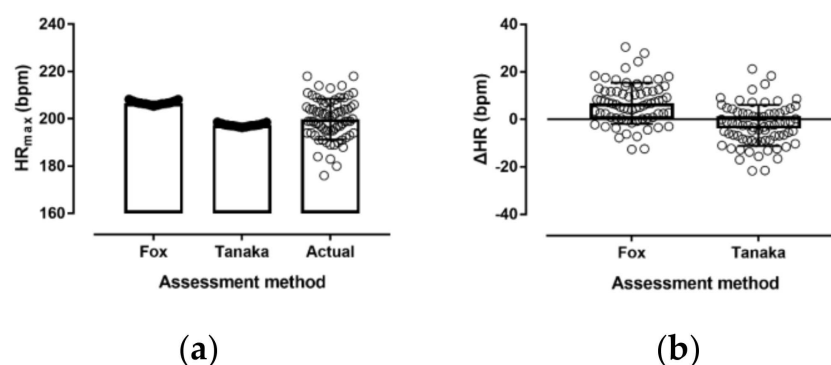 240
220
200
180
160
HRmax (bpm)
Fox Tanaka Actual
Assessment method
(a)
40
20
0
-20
-40
ΔHR (bpm)
Fox Tanaka
Assessment method
(b)